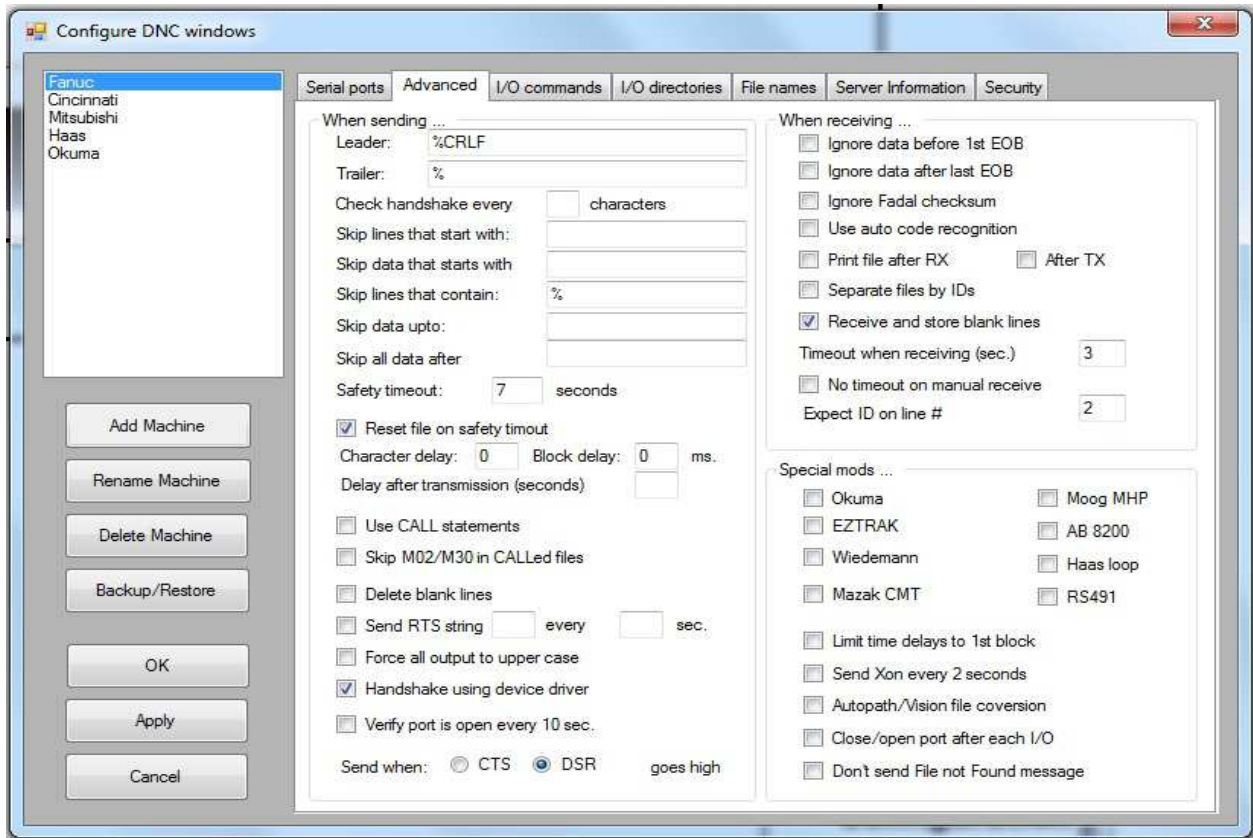 Configure DNC windows
Fanuc
Cincinnati
Mitsubishi
Haas
Okuma
Add Machine
Rename Machine
Delete Machine
Backup/Restore
OK
Apply
Cancel
Serial ports Advanced I/O commands I/O directories File names Server Information Security
When sending ...
Leader: %CRLF
Trailer: %
Check handshake every characters
Skip lines that start with:
Skip data that starts with
Skip lines that contain: %
Skip data upto:
Skip all data after
Safety timeout: 7 seconds
Reset file on safety timout
Character delay: 0 Block delay: 0 ms.
Delay after transmission (seconds)
Use CALL statements
Skip M02/M30 in CALLed files
Delete blank lines
Send RTS string every sec.
Force all output to upper case
Handshake using device driver
Verify port is open every 10 sec.
Send when: CTS DSR goes high
When receiving ...
Ignore data before 1st EOB
Ignore data after last EOB
Ignore Fadal checksum
Use auto code recognition
Print file after RX After TX
Separate files by IDs
Receive and store blank lines
Timeout when receiving (sec.) 3
No timeout on manual receive
Expect ID on line # 2
Special mods ...
Okuma Moog MHP
EZTRAK AB 8200
Wiedemann Haas loop
Mazak CMT RS491
Limit time delays to 1st block
Send Xon every 2 seconds
Autopath/Vision file coversion
Close/open port after each I/O
Don't send File not Found message